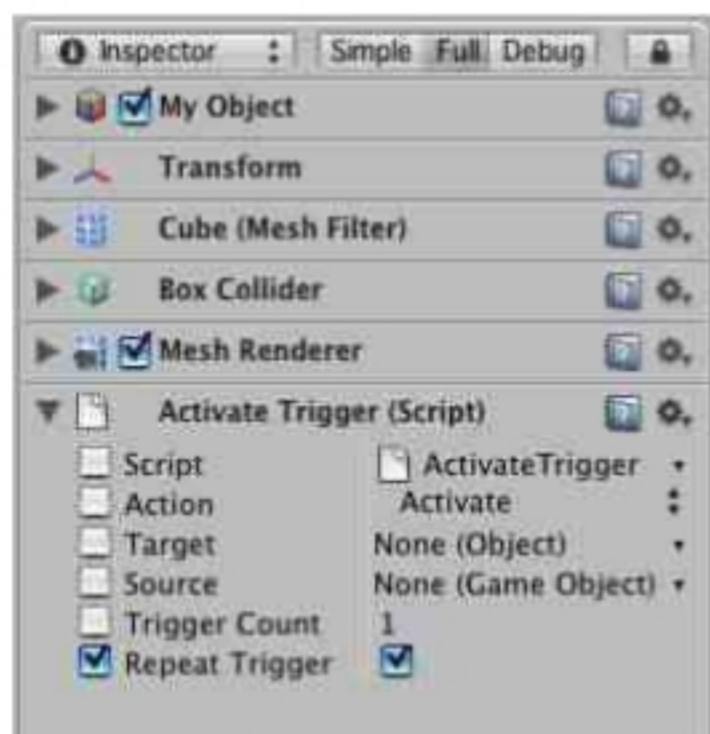 Inspector Simple Full Debug
My Object
Transform
Cube (Mesh Filter)
Box Collider
Mesh Renderer
Activate Trigger (Script)
Script ActivateTrigger
Action Activate
Target None (Object)
Source None (Game Object)
Trigger Count 1
Repeat Trigger